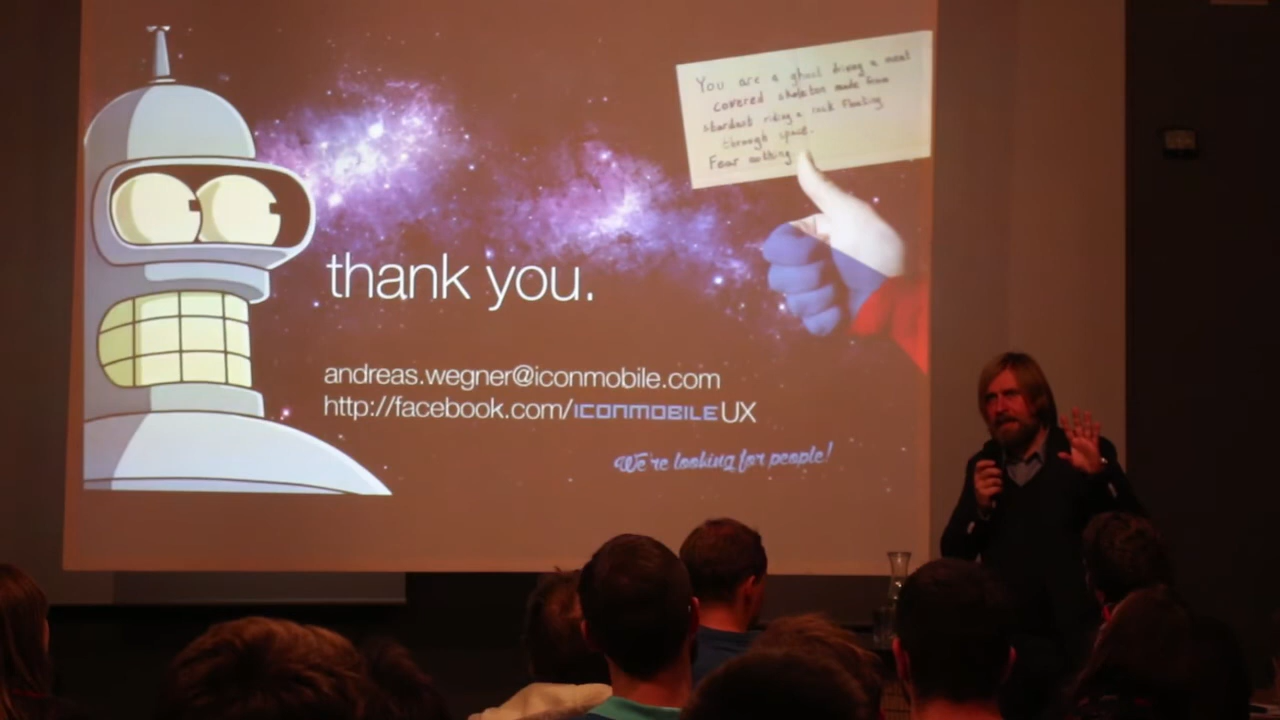 You are a ghost driving a meat
covered skeleton made from
stardust riding a rock floating
through space.
Fear nothing.
thank you.
andreas.wegner@iconmobile.com
http://facebook.com/ICONMOBILEUX
We're looking for people!